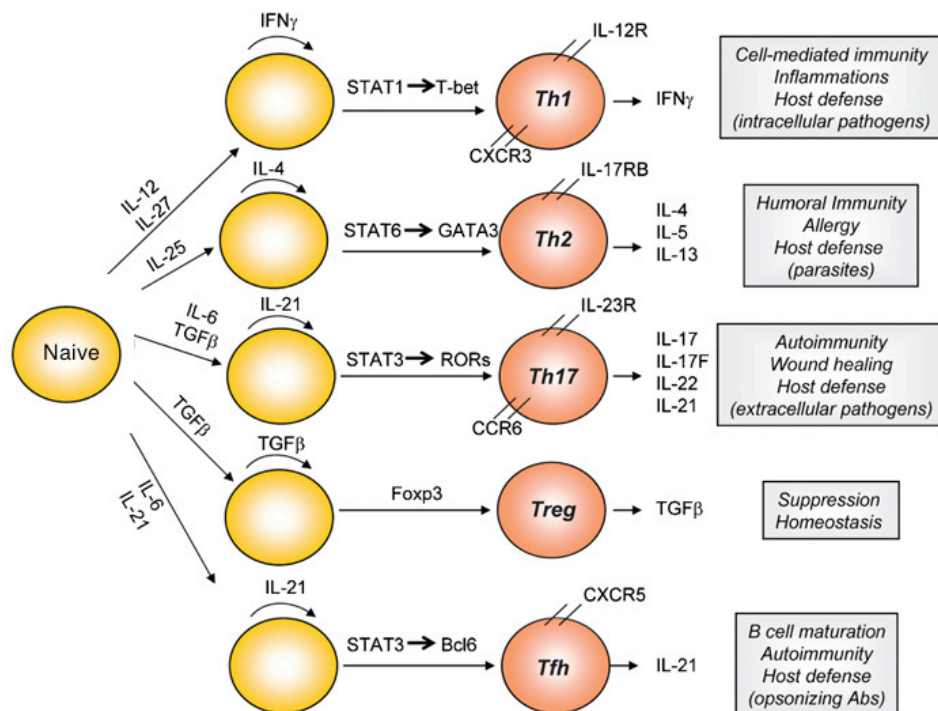 IFNγ
STAT1➔T-bet
IL-12R
Th1
CXCR3
IFNγ
Cell-mediated immunity
Inflammations
Host defense
(intracellular pathogens)
IL-12
IL-27
IL-4
IL-25
STAT6➔GATA3
IL-17RB
Th2
IL-4
IL-5
IL-13
Humoral Immunity
Allergy
Host defense
(parasites)
Naive
IL-6
TGFβ
IL-21
STAT3➔RORs
IL-23R
Th17
CCR6
IL-17
IL-17F
IL-22
IL-21
Autoimmunity
Wound healing
Host defense
(extracellular pathogens)
TGFβ
TGFβ
Foxp3
Treg
TGFβ
Suppression
Homeostasis
IL-6
IL-21
IL-21
STAT3➔Bcl6
CXCR5
Tfh
IL-21
B cell maturation
Autoimmunity
Host defense
(opsonizing Abs)